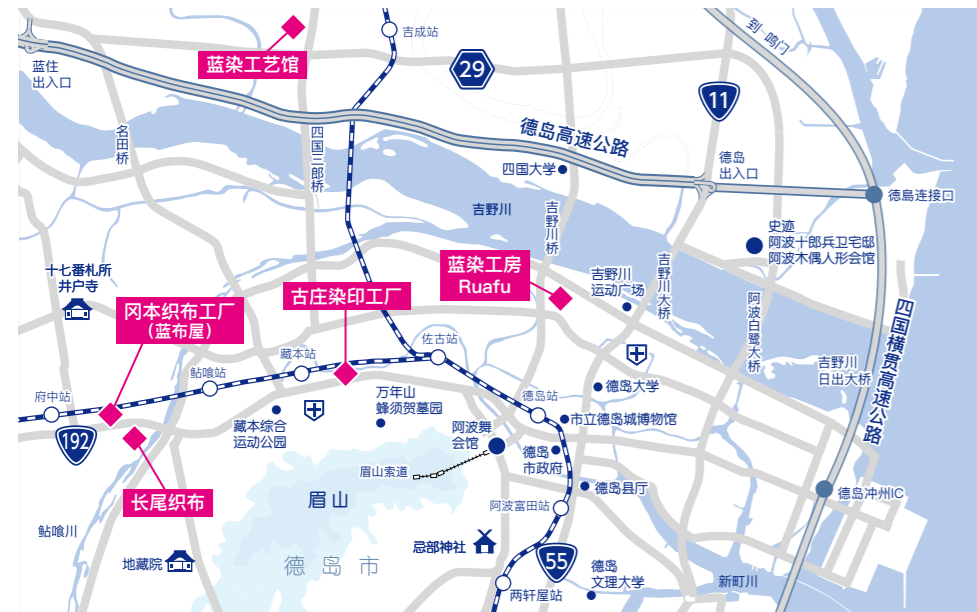 吉成站
到 鸣门
蓝染工艺馆
29
蓝住
出入口
11
名田桥
四国三郎桥
德岛高速公路
四国大学
德岛
出入口
德島连接口
吉野川
吉野川桥
史迹
阿波十郎兵卫宅邸
阿波木偶人形会馆
十七番札所
井户寺
蓝染工房
Ruafu
吉野川
运动广场
吉野川大桥
冈本织布工厂
（蓝布屋）
古庄染印工厂
阿波白鹭大桥
四国横贯高速公路
佐古站
藏本站
鲇喰站
吉野川
日出大桥
府中站
万年山
蜂须贺墓园
德岛大学
德岛站
192
藏本综合
运动公园
阿波舞
会馆
市立德岛城博物馆
德岛
市政府
眉山索道
长尾织布
眉山
德岛县厅
德岛冲州IC
阿波富田站
鲇喰川
地藏院
德岛市
忌部神社
55
德岛
文理大学
两轩屋站
新町川